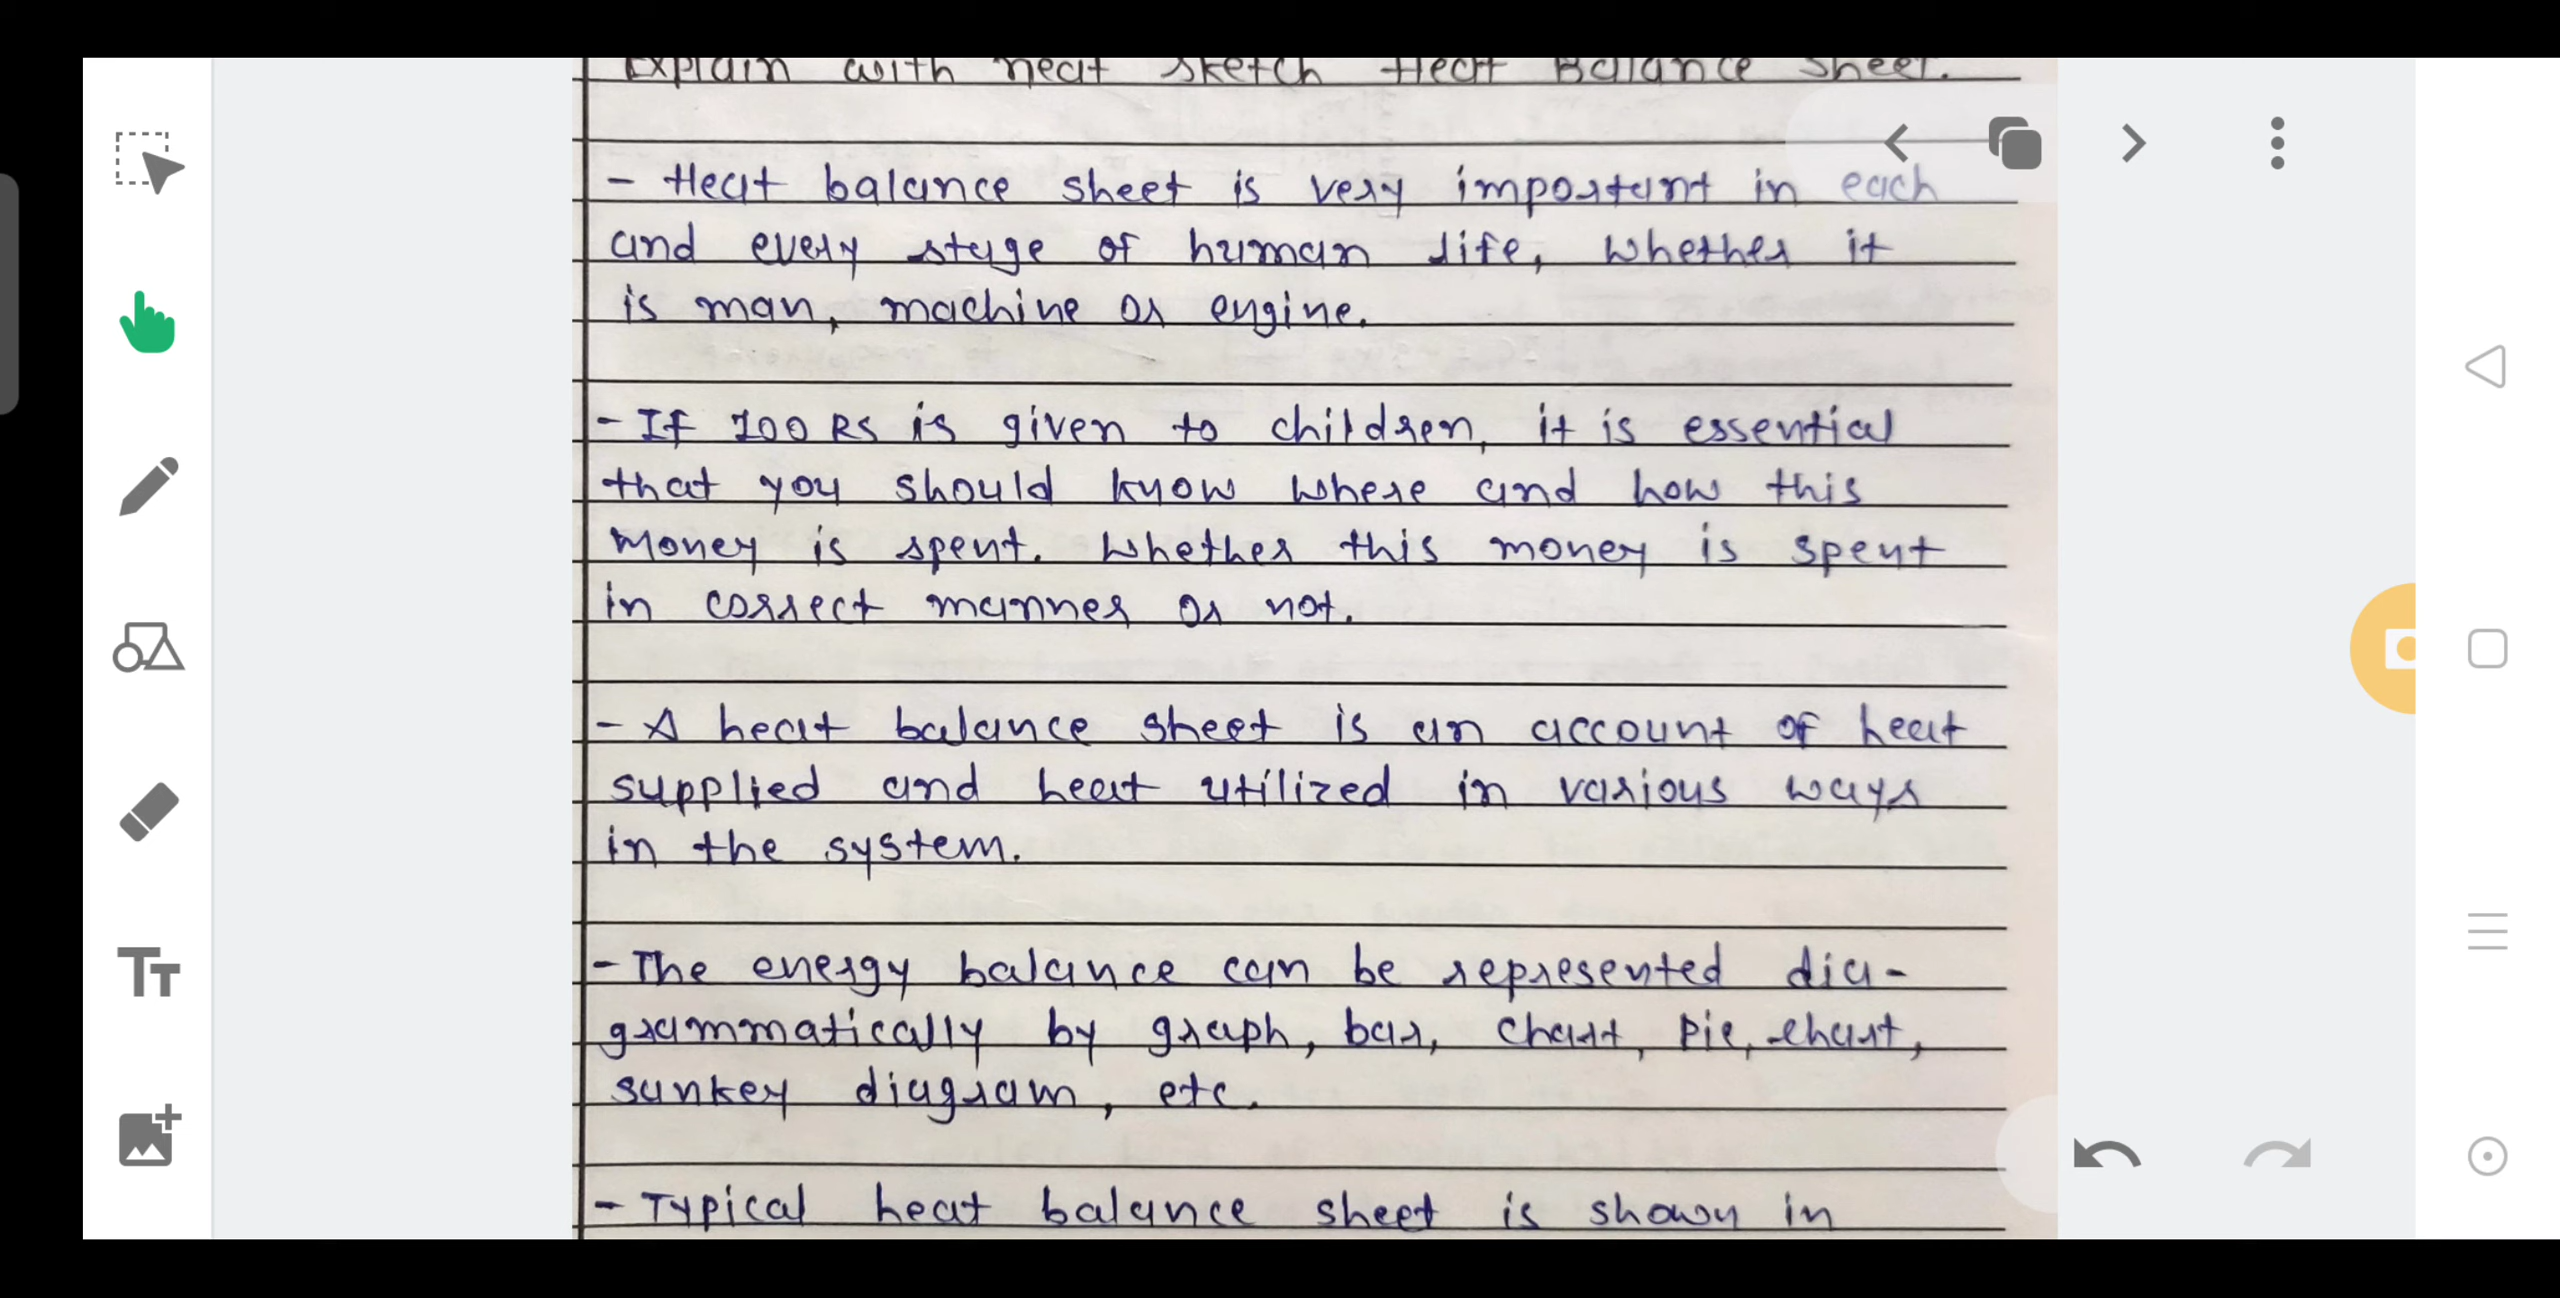 Explain with neat sketch Heat Balance Sheet.
- Heat balance sheet is very important in each
and every stage of human life, whether it
is man, machine or engine.
- If 100 RS is given to children, it is essential
that you should know where and how this
money is spent. Whether this money is spent
in correct manner or not.
- A heat balance sheet is an account of heat
supplied and heat utilized in various ways
in the system.
- The energy balance can be represented dia-
grammatically by graph, bar, chart, pie, chart,
sankey diagram, etc.
- Typical heat balance sheet is shown in
TT